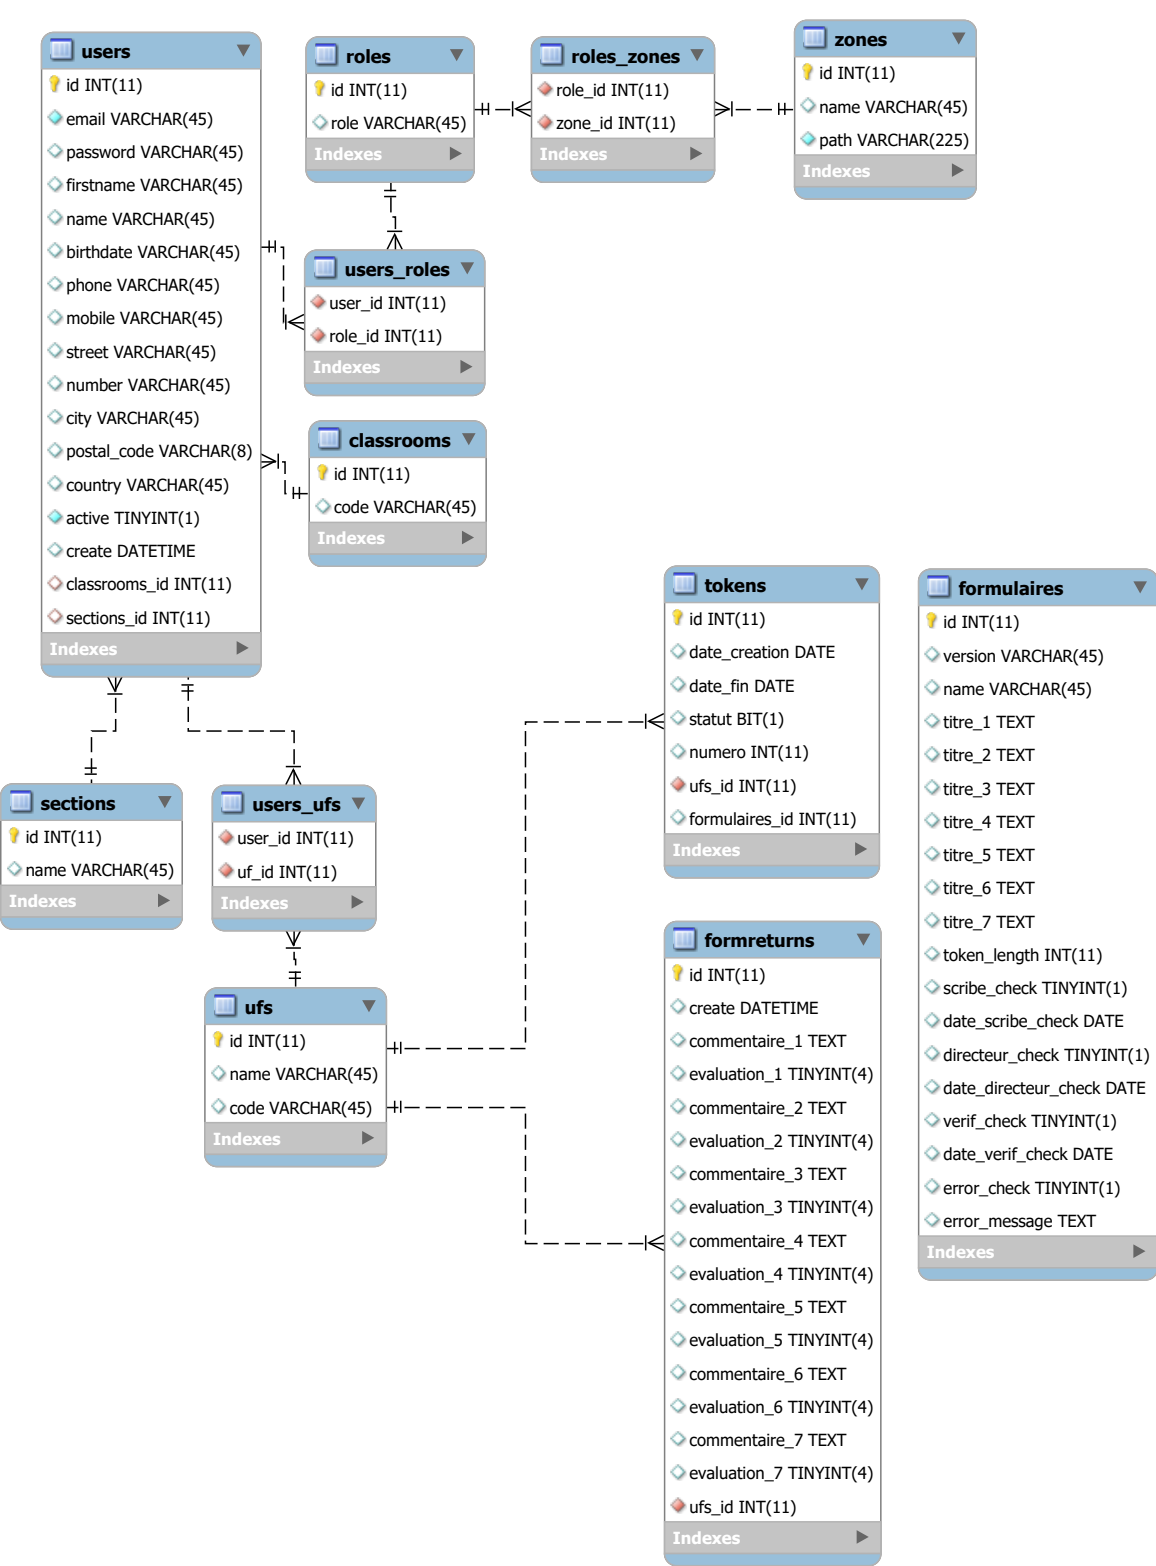 users
id INT(11)
email VARCHAR(45)
password VARCHAR(45)
firstname VARCHAR(45)
name VARCHAR(45)
birthdate VARCHAR(45)
phone VARCHAR(45)
mobile VARCHAR(45)
street VARCHAR(45)
number VARCHAR(45)
city VARCHAR(45)
postal_code VARCHAR(8)
country VARCHAR(45)
active TINYINT(1)
create DATETIME
classrooms_id INT(11)
sections_id INT(11)
Indexes
roles
id INT(11)
role VARCHAR(45)
Indexes
roles_zones
role_id INT(11)
zone_id INT(11)
Indexes
zones
id INT(11)
name VARCHAR(45)
path VARCHAR(225)
Indexes
users_roles
user_id INT(11)
role_id INT(11)
Indexes
classrooms
id INT(11)
code VARCHAR(45)
Indexes
sections
id INT(11)
name VARCHAR(45)
Indexes
users_ufs
user_id INT(11)
uf_id INT(11)
Indexes
ufs
id INT(11)
name VARCHAR(45)
code VARCHAR(45)
Indexes
tokens
id INT(11)
date_creation DATE
date_fin DATE
statut BIT(1)
numero INT(11)
ufs_id INT(11)
formulaires_id INT(11)
Indexes
formreturns
id INT(11)
create DATETIME
commentaire_1 TEXT
evaluation_1 TINYINT(4)
commentaire_2 TEXT
evaluation_2 TINYINT(4)
commentaire_3 TEXT
evaluation_3 TINYINT(4)
commentaire_4 TEXT
evaluation_4 TINYINT(4)
commentaire_5 TEXT
evaluation_5 TINYINT(4)
commentaire_6 TEXT
evaluation_6 TINYINT(4)
commentaire_7 TEXT
evaluation_7 TINYINT(4)
ufs_id INT(11)
Indexes
formulaires
id INT(11)
version VARCHAR(45)
name VARCHAR(45)
titre_1 TEXT
titre_2 TEXT
titre_3 TEXT
titre_4 TEXT
titre_5 TEXT
titre_6 TEXT
titre_7 TEXT
token_length INT(11)
scribe_check TINYINT(1)
date_scribe_check DATE
directeur_check TINYINT(1)
date_directeur_check DATE
verif_check TINYINT(1)
date_verif_check DATE
error_check TINYINT(1)
error_message TEXT
Indexes